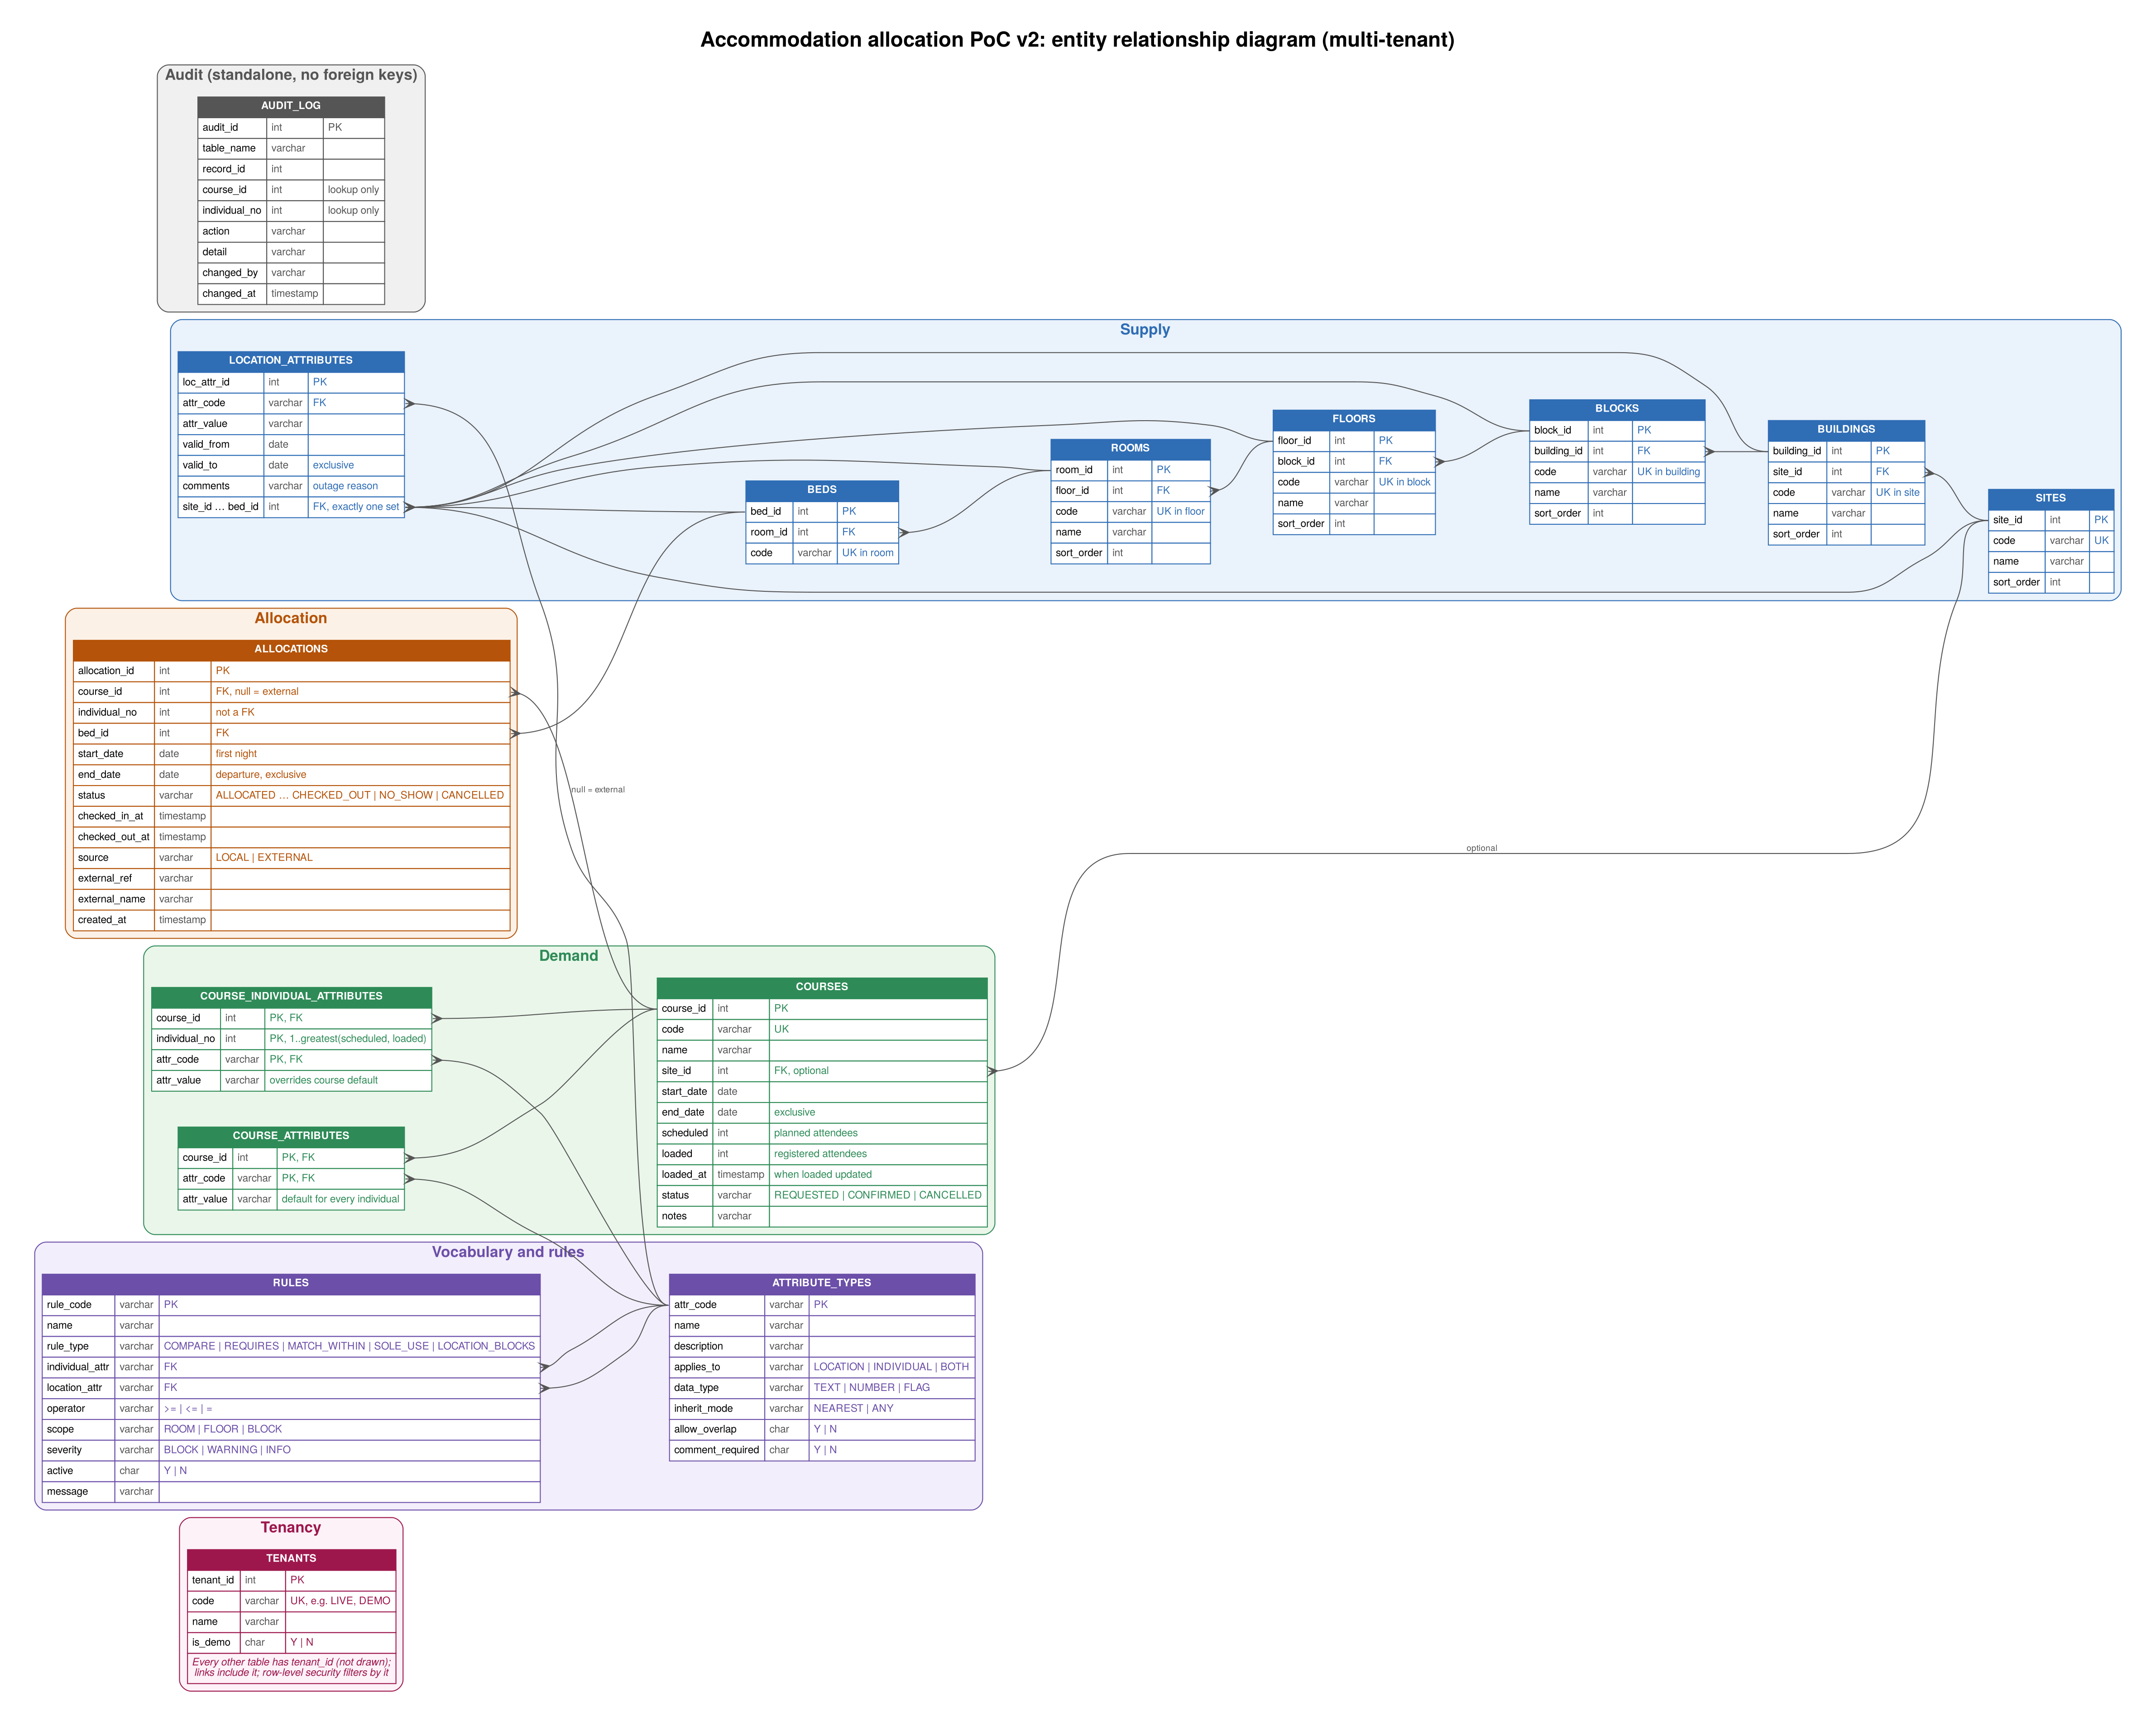 Accommodation allocation PoC v2: entity relationship diagram (multi-tenant)
Audit (standalone, no foreign keys)
AUDIT_LOG
audit_id int PK
table_name varchar
record_id int
course_id int lookup only
individual_no int lookup only
action varchar
detail varchar
changed_by varchar
changed_at timestamp
Supply
LOCATION_ATTRIBUTES
loc_attr_id int PK
attr_code varchar FK
attr_value varchar
valid_from date
valid_to date exclusive
comments varchar outage reason
site_id … bed_id int FK, exactly one set
BEDS
bed_id int PK
room_id int FK
code varchar UK in room
ROOMS
room_id int PK
floor_id int FK
code varchar UK in floor
name varchar
sort_order int
FLOORS
floor_id int PK
block_id int FK
code varchar UK in block
name varchar
sort_order int
BLOCKS
block_id int PK
building_id int FK
code varchar UK in building
name varchar
sort_order int
BUILDINGS
building_id int PK
site_id int FK
code varchar UK in site
name varchar
sort_order int
SITES
site_id int PK
code varchar UK
name varchar
sort_order int
Allocation
ALLOCATIONS
allocation_id int PK
course_id int FK, null = external
individual_no int not a FK
bed_id int FK
start_date date first night
end_date date departure, exclusive
status varchar ALLOCATED … CHECKED_OUT | NO_SHOW | CANCELLED
checked_in_at timestamp
checked_out_at timestamp
source varchar LOCAL | EXTERNAL
external_ref varchar
external_name varchar
created_at timestamp
null = external
optional
Demand
COURSE_INDIVIDUAL_ATTRIBUTES
course_id int PK, FK
individual_no int PK, 1..greatest(scheduled, loaded)
attr_code varchar PK, FK
attr_value varchar overrides course default
COURSE_ATTRIBUTES
course_id int PK, FK
attr_code varchar PK, FK
attr_value varchar default for every individual
COURSES
course_id int PK
code varchar UK
name varchar
site_id int FK, optional
start_date date
end_date date exclusive
scheduled int planned attendees
loaded int registered attendees
loaded_at timestamp when loaded updated
status varchar REQUESTED | CONFIRMED | CANCELLED
notes varchar
Vocabulary and rules
RULES
rule_code varchar PK
name varchar
rule_type varchar COMPARE | REQUIRES | MATCH_WITHIN | SOLE_USE | LOCATION_BLOCKS
individual_attr varchar FK
location_attr varchar FK
operator varchar >= | <= | =
scope varchar ROOM | FLOOR | BLOCK
severity varchar BLOCK | WARNING | INFO
active char Y | N
message varchar
ATTRIBUTE_TYPES
attr_code varchar PK
name varchar
description varchar
applies_to varchar LOCATION | INDIVIDUAL | BOTH
data_type varchar TEXT | NUMBER | FLAG
inherit_mode varchar NEAREST | ANY
allow_overlap char Y | N
comment_required char Y | N
Tenancy
TENANTS
tenant_id int PK
code varchar UK, e.g. LIVE, DEMO
name varchar
is_demo char Y | N
Every other table has tenant_id (not drawn);
links include it; row-level security filters by it